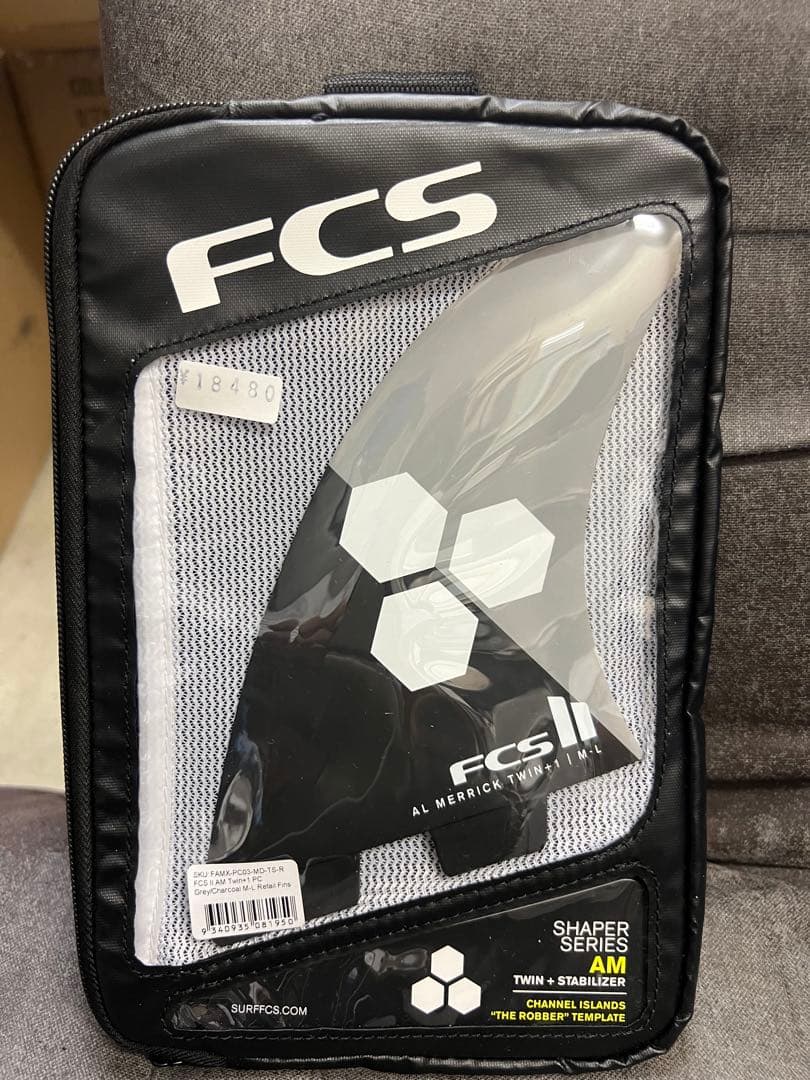 FCS
¥18480
FCS II
AL MERRICK TWIN+1 | M-L
SKU: FAMX-PC03-MD-TS-R
FCS II AM Twin+1 PC
Grey/Charcoal M-L Retail Fins
9 340935 081950
SHAPER
SERIES
AM
TWIN + STABILIZER
CHANNEL ISLANDS
"THE ROBBER" TEMPLATE
SURFFCS.COM